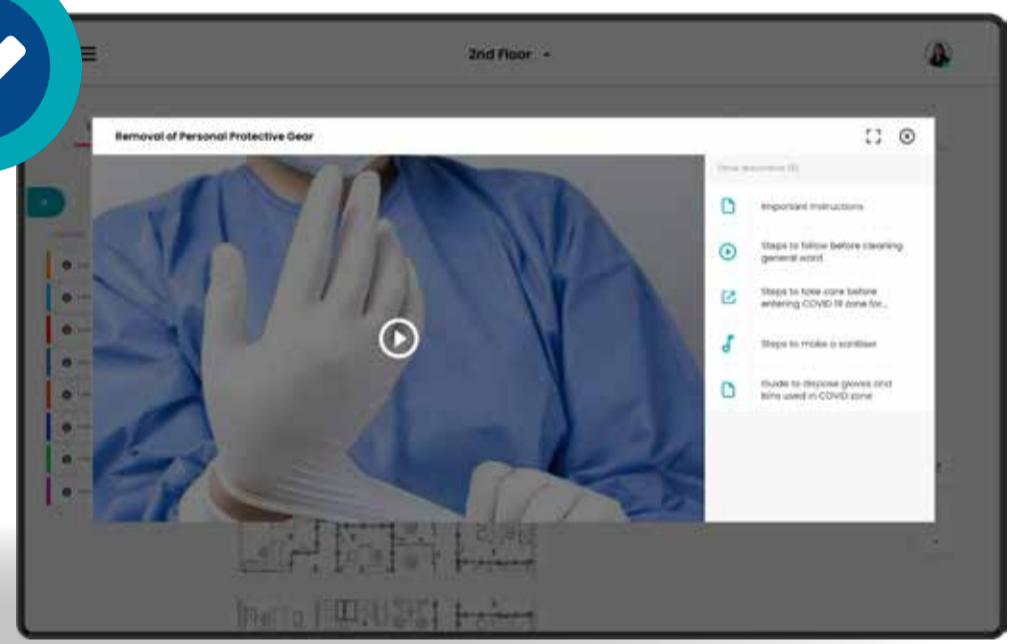 2nd Floor
Removal of Personal Protective Gear
Important Instructions
Steps to follow before cleaning
general ward
Steps to take care before
entering COVID 19 zone for...
Steps to make a sanitiser
Guide to dispose gloves and
bins used in COVID zone